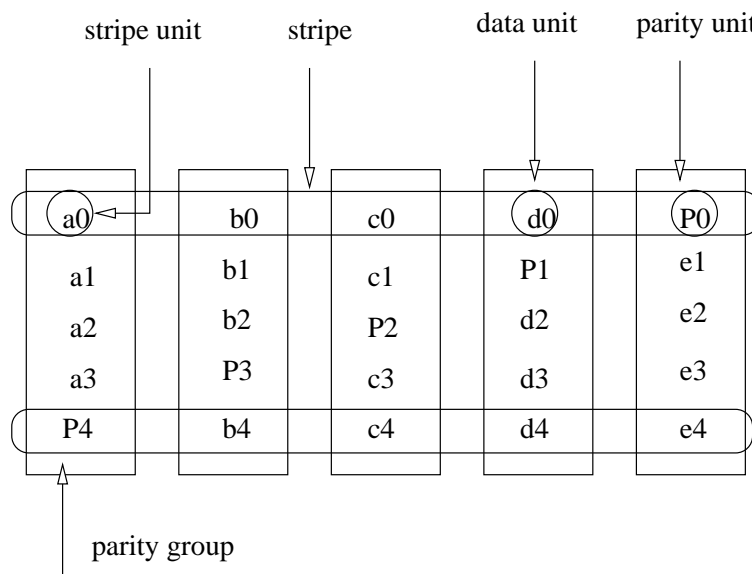 stripe unit stripe data unit parity unit
a0 b0 c0 d0 P0
a1 b1 c1 P1 e1
a2 b2 P2 d2 e2
a3 P3 c3 d3 e3
P4 b4 c4 d4 e4
parity group